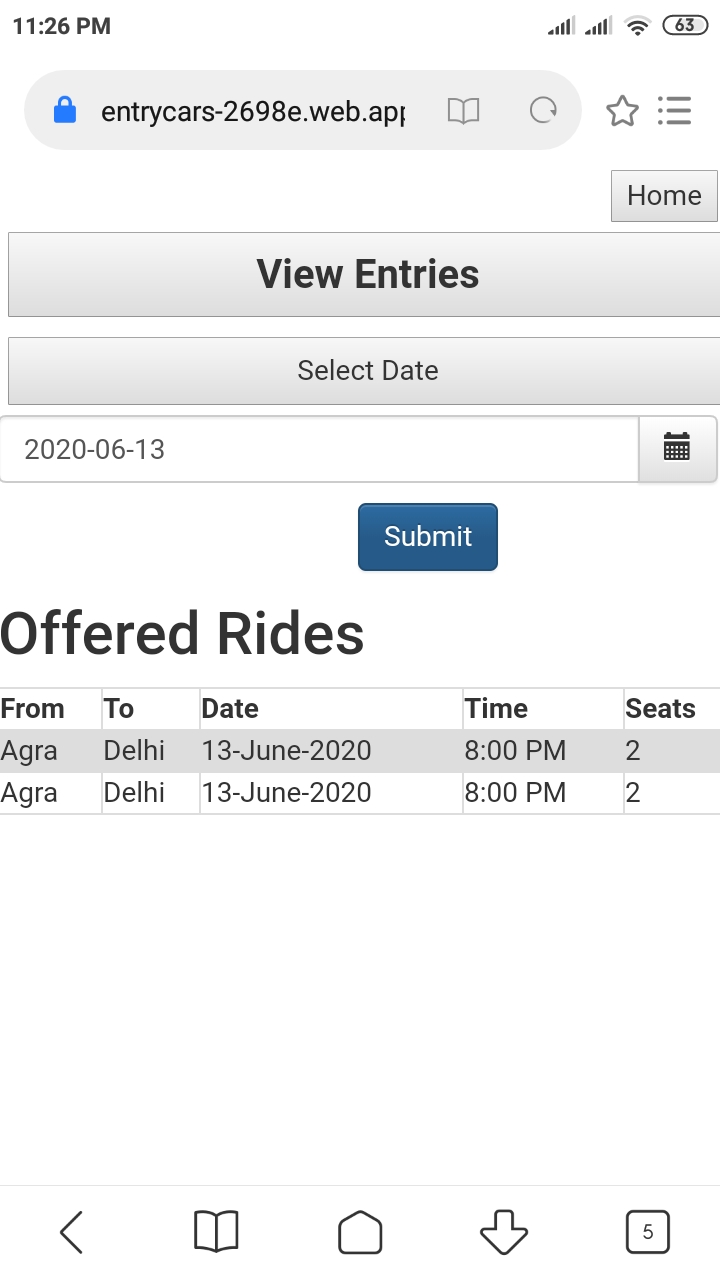 11:26 PM 63
entrycars-2698e.web.app
Home
View Entries
Select Date
2020-06-13
Submit
Offered Rides
From To Date Time Seats
Agra Delhi 13-June-2020 8:00 PM 2
Agra Delhi 13-June-2020 8:00 PM 2
5